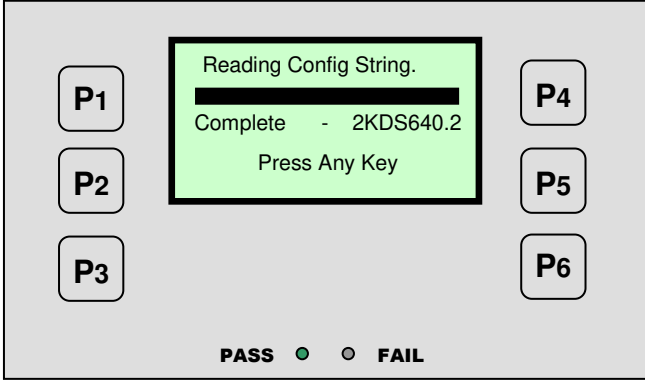 Reading Config String.
Complete - 2KDS640.2
Press Any Key
P1
P2
P3
P4
P5
P6
PASS FAIL